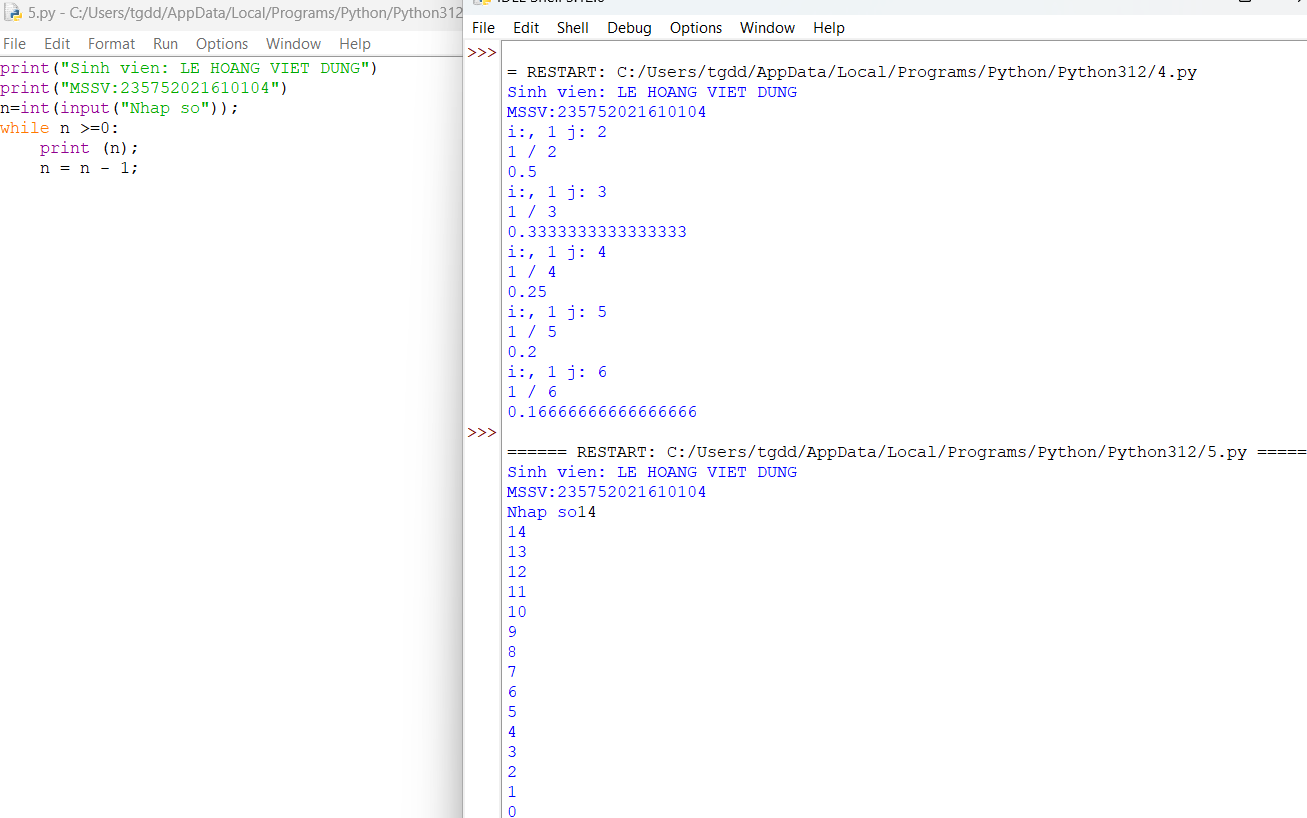 5.py - C:/Users/tgdd/AppData/Local/Programs/Python/Python312
File Edit Format Run Options Window Help
print("Sinh vien: LE HOANG VIET DUNG")
print("MSSV:235752021610104")
n=int(input("Nhap so"));
while n >=0:
    print (n);
    n = n - 1;
File Edit Shell Debug Options Window Help
>>>
= RESTART: C:/Users/tgdd/AppData/Local/Programs/Python/Python312/4.py
Sinh vien: LE HOANG VIET DUNG
MSSV:235752021610104
i:, 1 j: 2
1 / 2
0.5
i:, 1 j: 3
1 / 3
0.3333333333333333
i:, 1 j: 4
1 / 4
0.25
i:, 1 j: 5
1 / 5
0.2
i:, 1 j: 6
1 / 6
0.16666666666666666
>>>
====== RESTART: C:/Users/tgdd/AppData/Local/Programs/Python/Python312/5.py =====
Sinh vien: LE HOANG VIET DUNG
MSSV:235752021610104
Nhap so14
14
13
12
11
10
9
8
7
6
5
4
3
2
1
0